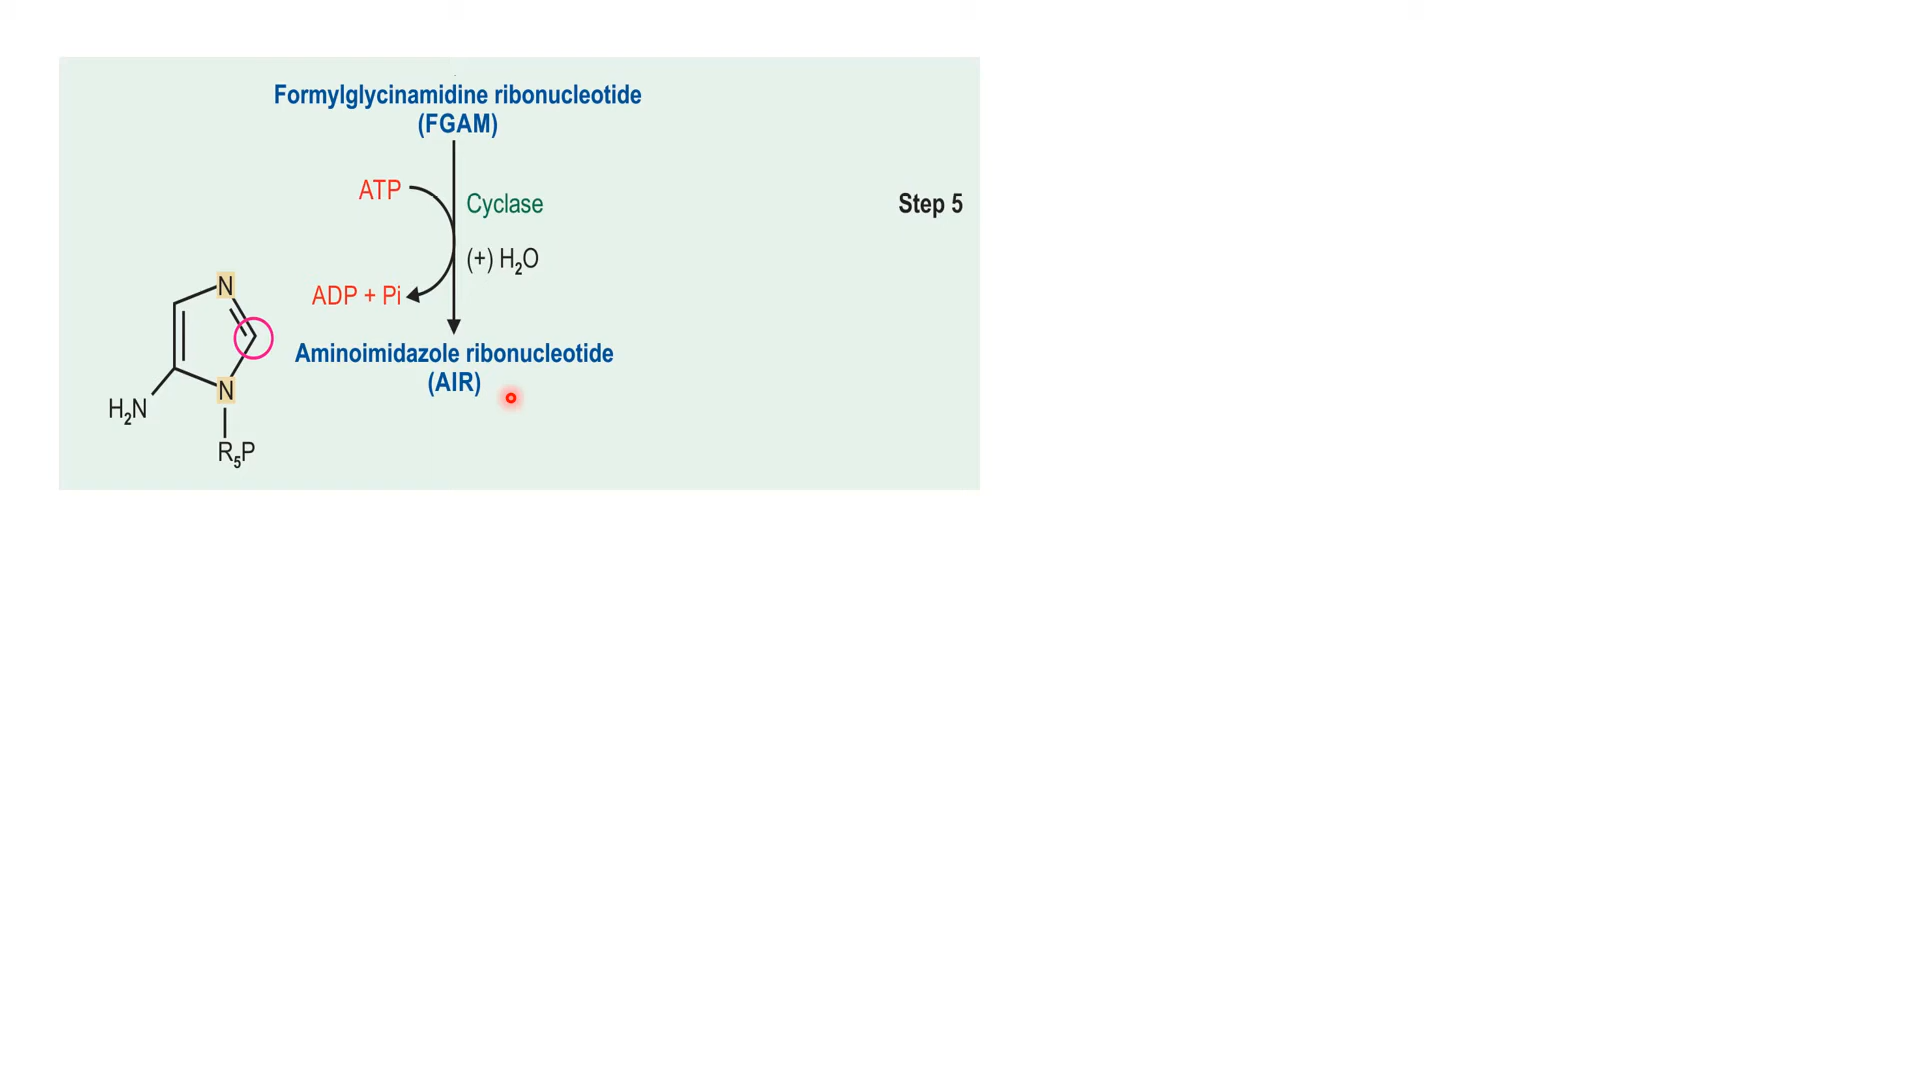 Formylglycinamidine ribonucleotide
(FGAM)
ATP
Cyclase
Step 5
(+) H₂O
N
ADP + Pi
Aminoimidazole ribonucleotide
(AIR)
N
H₂N
R₅P